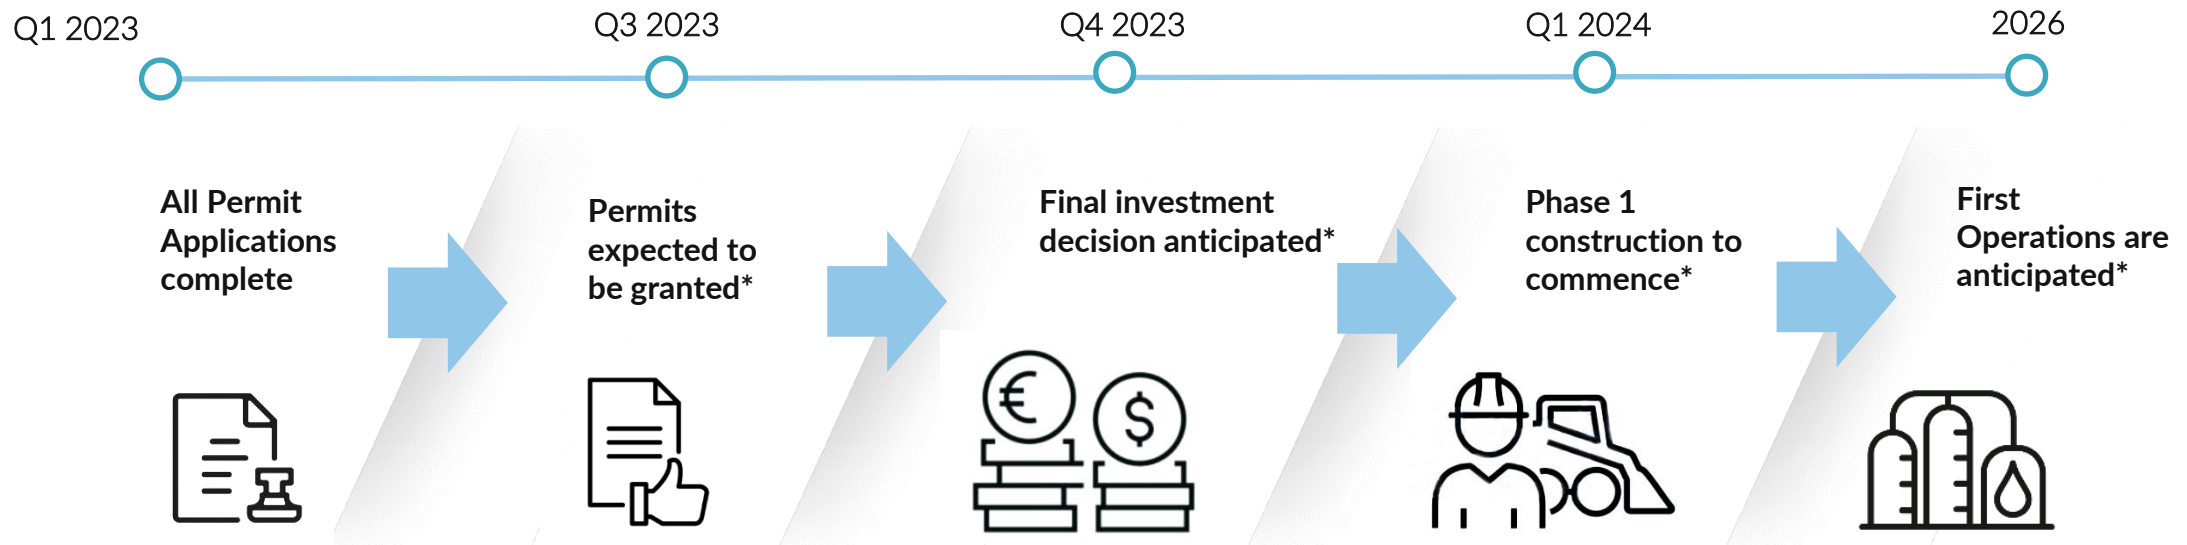 Q1 2023
Q3 2023
Q4 2023
Q1 2024
2026
All Permit
Applications
complete
Permits
expected to
be granted*
Final investment
decision anticipated*
Phase 1
construction to
commence*
First
Operations are
anticipated*
€
$